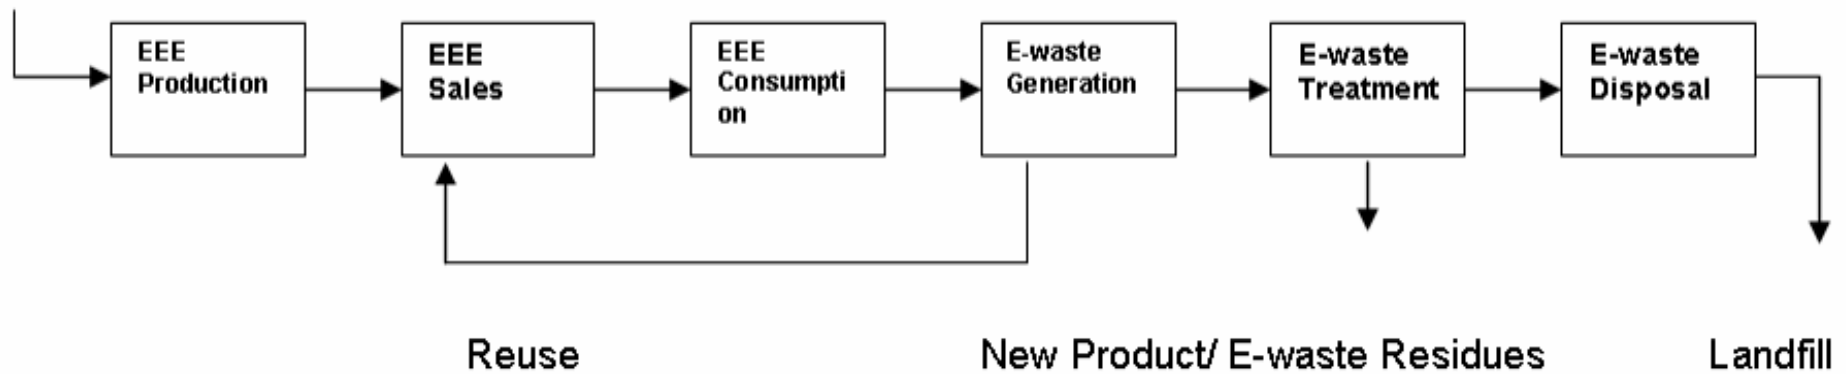 EEE
Production
EEE
Sales
EEE
Consumpti
on
E-waste
Generation
E-waste
Treatment
E-waste
Disposal
Reuse
New Product/ E-waste Residues
Landfill